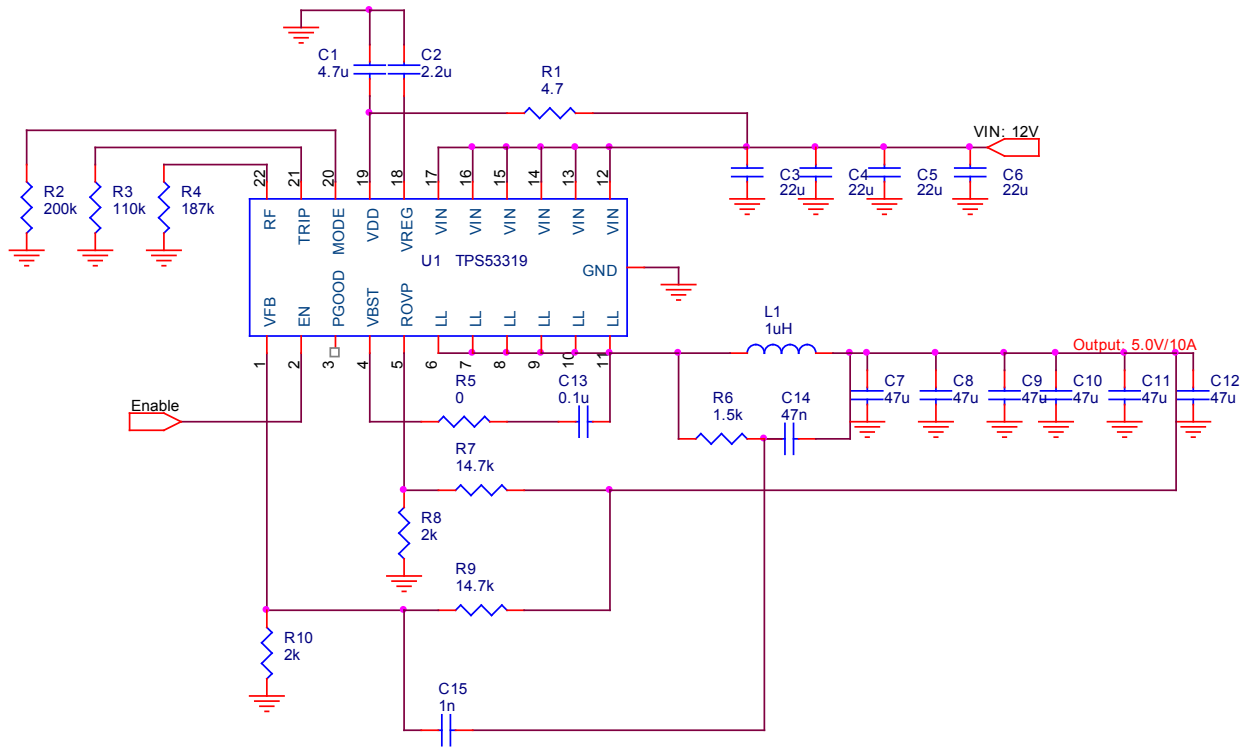 C1
4.7u
C2
2.2u
R1
4.7
VIN: 12V
R2
200k
R3
110k
R4
187k
22
21
20
19
18
17
16
15
14
13
12
C3
22u
C4
22u
C5
22u
C6
22u
RF
TRIP
MODE
VDD
VREG
VIN
VIN
VIN
VIN
VIN
VIN
U1 TPS53319
GND
VFB
EN
PGOOD
VBST
ROVP
LL
LL
LL
LL
LL
LL
1
2
3
4
5
6
7
8
9
10
11
L1
1uH
Output: 5.0V/10A
C7
47u
C8
47u
C9
47u
C10
47u
C11
47u
C12
47u
Enable
R5
0
C13
0.1u
R6
1.5k
C14
47n
R7
14.7k
R8
2k
R9
14.7k
R10
2k
C15
1n